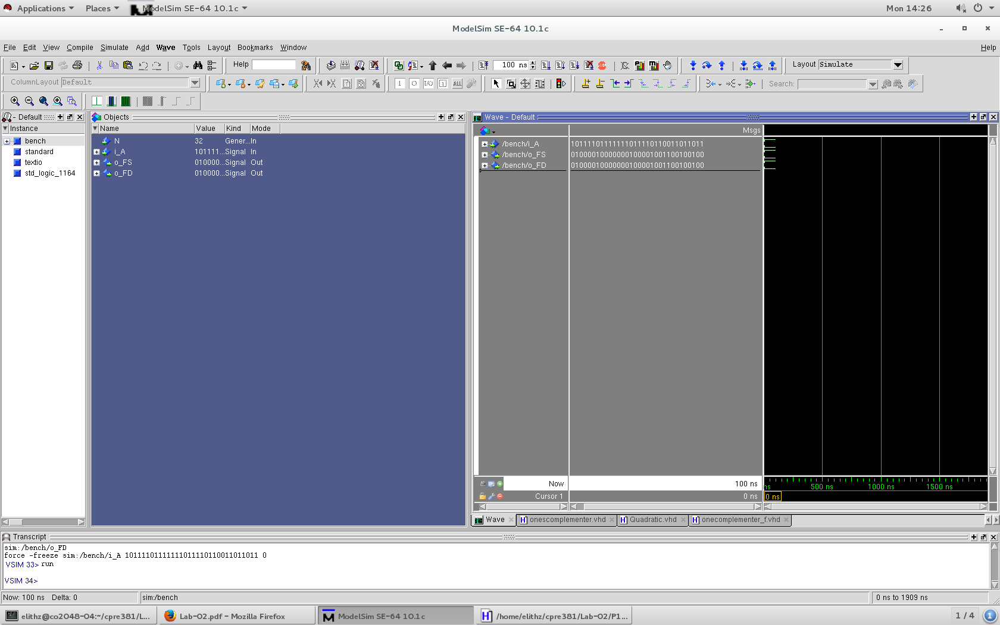 Applications Places ModelSim SE-64 10.1c Mon 14:26
ModelSim SE-64 10.1c
File Edit View Compile Simulate Add Wave Tools Layout Bookmarks Window Help
Help 100 ns Layout Simulate
ColumnLayout Default Search:
- Default
Instance
bench
standard
textio
std_logic_1164
Objects
Name Value Kind Mode
N 32 Gener... In
i_A 101111... Signal In
o_FS 010000... Signal Out
o_FD 010000... Signal Out
Wave - Default
Msgs
/bench/i_A 10111101111111011110110011011011
/bench/o_FS 01000010000000100001001100100100
/bench/o_FD 01000010000000100001001100100100
Now 100 ns ns 500 ns 1000 ns 1500 ns
Cursor 1 0 ns 0 ns
Wave onescomplementer.vhd Quadratic.vhd onecomplementer_f.vhd
Transcript
sim:/bench/o_FD
force -freeze sim:/bench/i_A 10111101111111011110110011011011 0
VSIM 33> run
VSIM 34>
Now: 100 ns Delta: 0 sim:/bench 0 ns to 1909 ns
elithz@co2048-04:~/cpre381/L... Lab-02.pdf - Mozilla Firefox ModelSim SE-64 10.1c /home/elithz/cpre381/Lab-02/P1... 1 / 4 1